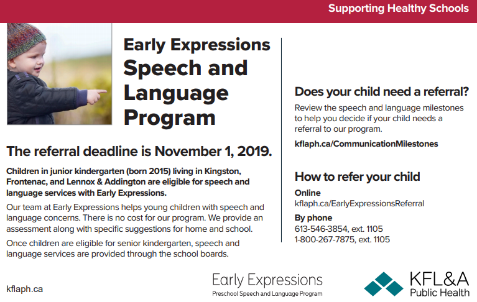 Supporting Healthy Schools
Early Expressions
Speech and
Language
Program
The referral deadline is November 1, 2019.
Children in junior kindergarten (born 2015) living in Kingston,
Frontenac, and Lennox & Addington are eligible for speech and
language services with Early Expressions.
Our team at Early Expressions helps young children with speech and
language concerns. There is no cost for our program. We provide an
assessment along with specific suggestions for home and school.
Once children are eligible for senior kindergarten, speech and
language services are provided through the school boards.
Does your child need a referral?
Review the speech and language milestones
to help you decide if your child needs a
referral to our program.
kflaph.ca/CommunicationMilestones
How to refer your child
Online
kflaph.ca/EarlyExpressionsReferral
By phone
613-546-3854, ext. 1105
1-800-267-7875, ext. 1105
kflaph.ca
Early Expressions
Preschool Speech and Language Program
KFL&A
Public Health